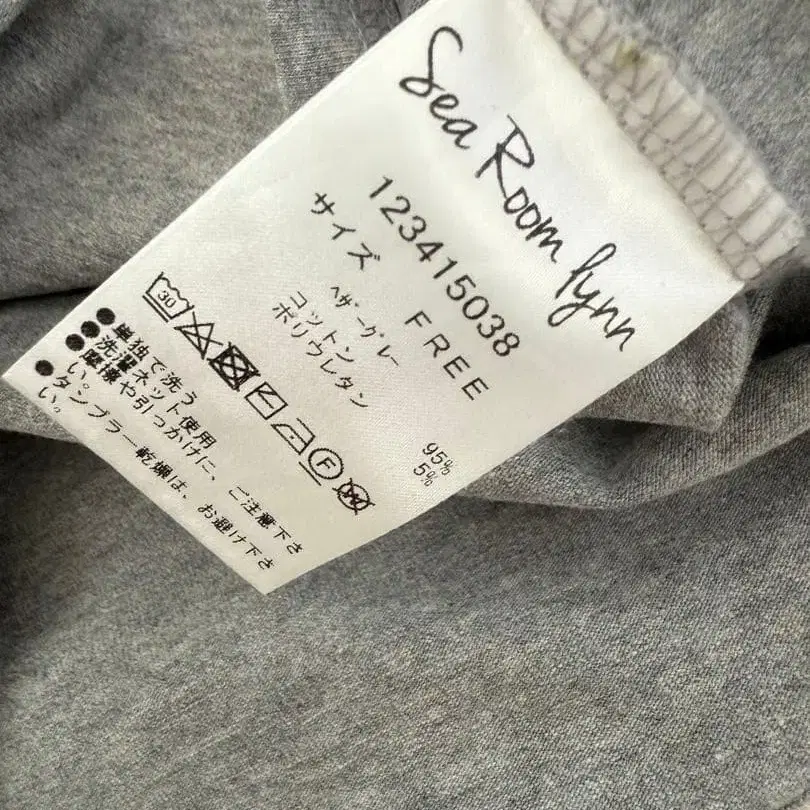 Sea Room lynn
123415038
サイズ FREE
ヘザーグレー
コットン 95%
ポリウレタン 5%
30
F
W
●単独で洗う
●洗濯ネット使用
●摩擦や引っかけに、ご注意下さ
い。
●タンブラー乾燥は、お避け下さ
い。